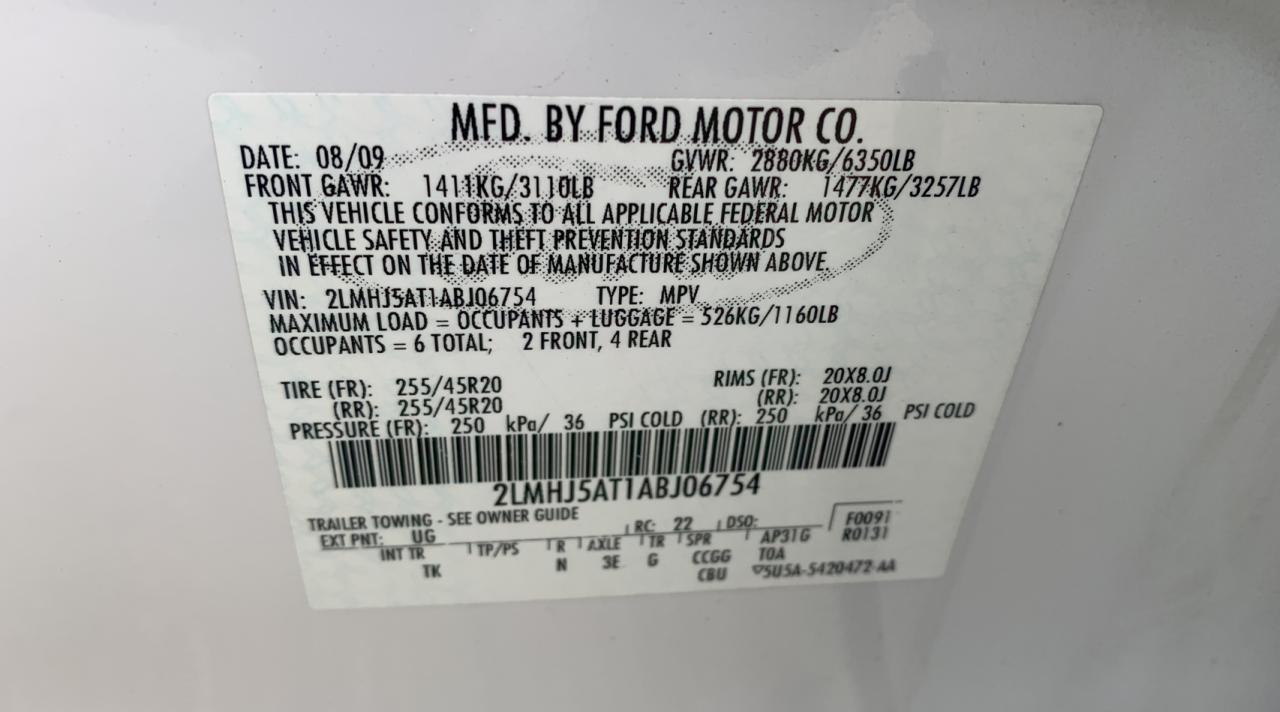 MFD. BY FORD MOTOR CO.
DATE: 08/09 GVWR: 2880KG/6350LB
FRONT GAWR: 1411KG/3110LB REAR GAWR: 1477KG/3257LB
THIS VEHICLE CONFORMS TO ALL APPLICABLE FEDERAL MOTOR
VEHICLE SAFETY AND THEFT PREVENTION STANDARDS
IN EFFECT ON THE DATE OF MANUFACTURE SHOWN ABOVE.
VIN: 2LMHJ5AT1ABJ06754 TYPE: MPV
MAXIMUM LOAD = OCCUPANTS + LUGGAGE = 526KG/1160LB
OCCUPANTS = 6 TOTAL; 2 FRONT, 4 REAR
TIRE (FR): 255/45R20 RIMS (FR): 20X8.0J
(RR): 255/45R20 (RR): 20X8.0J
PRESSURE (FR): 250 kPa/ 36 PSI COLD (RR): 250 kPa/ 36 PSI COLD
2LMHJ5AT1ABJ06754
TRAILER TOWING - SEE OWNER GUIDE
EXT PNT: UG RC: 22 DSO: F0091
INT TR TP/PS R AXLE TR SPR AP31G R0131
TK N 3E G CCGG TOA
CBU 5U5A-5420472-AA